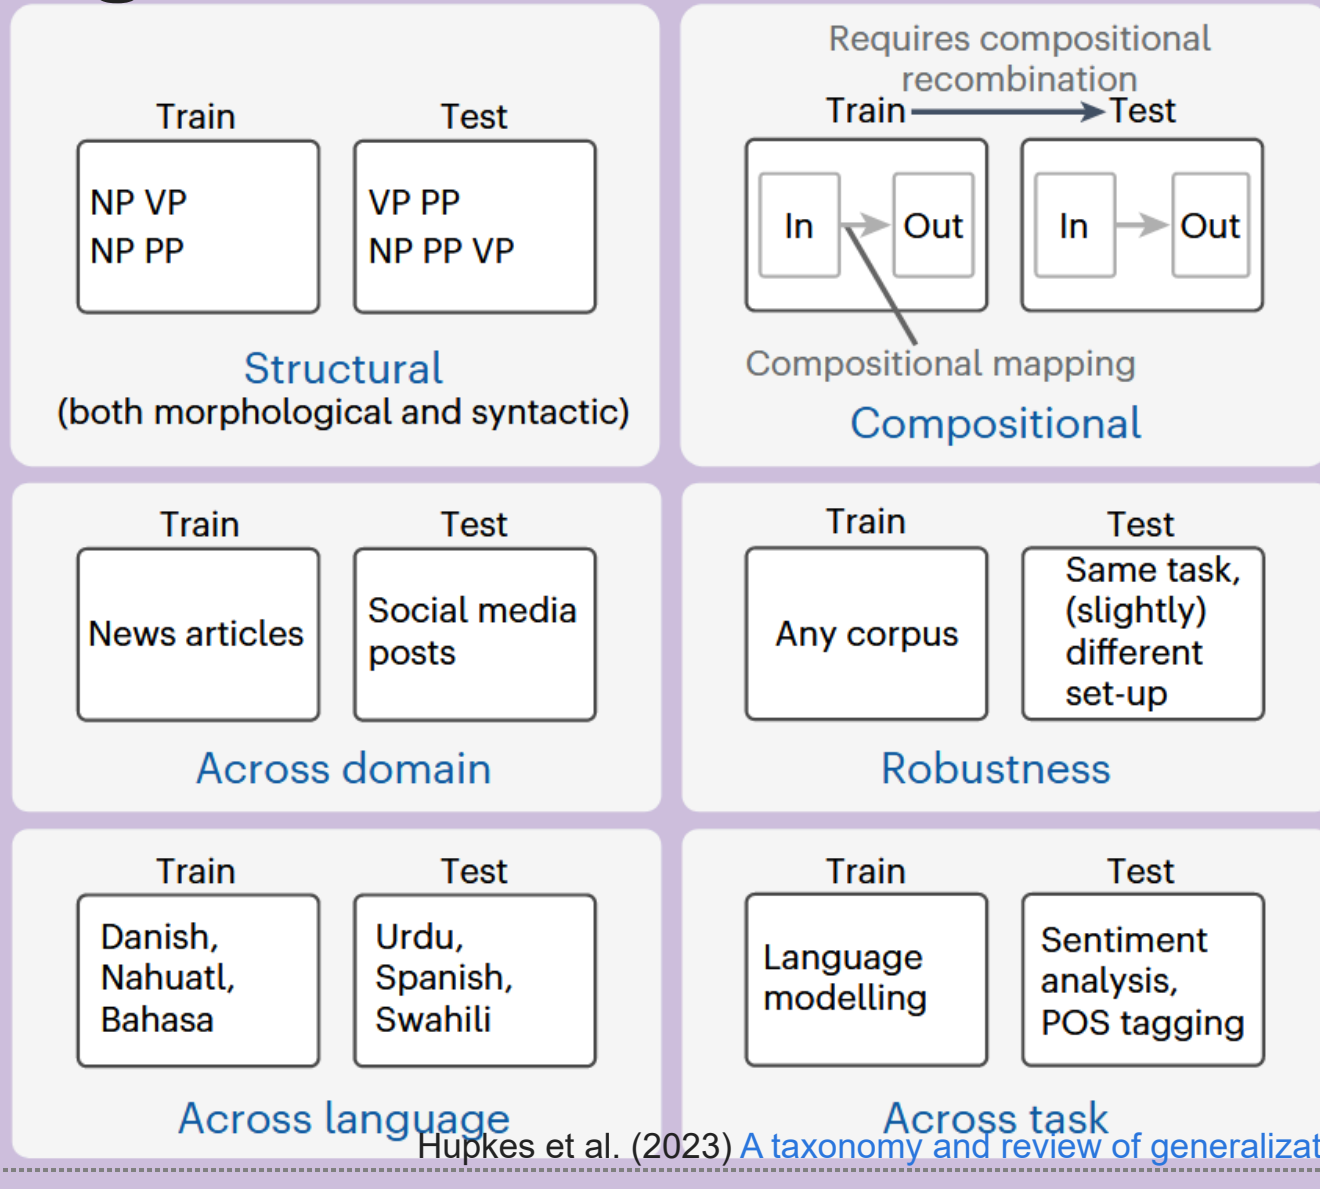 Train
Test
NP VP
NP PP
VP PP
NP PP VP
Structural
(both morphological and syntactic)
Requires compositional
recombination
Train
Test
In
Out
In
Out
Compositional mapping
Compositional
Train
Test
News articles
Social media
posts
Across domain
Train
Test
Any corpus
Same task,
(slightly)
different
set-up
Robustness
Train
Test
Danish,
Nahuatl,
Bahasa
Urdu,
Spanish,
Swahili
Across language
Train
Test
Language
modelling
Sentiment
analysis,
POS tagging
Across task
Hupkes et al. (2023) A taxonomy and review of generalizat